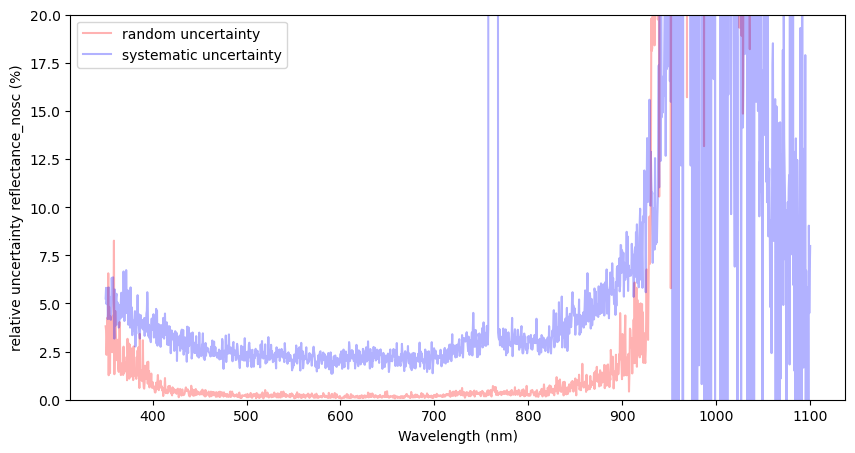 20.0
17.5
15.0
12.5
10.0
7.5
5.0
2.5
0.0
relative uncertainty reflectance_nosc (%)
random uncertainty
systematic uncertainty
400 500 600 700 800 900 1000 1100
Wavelength (nm)